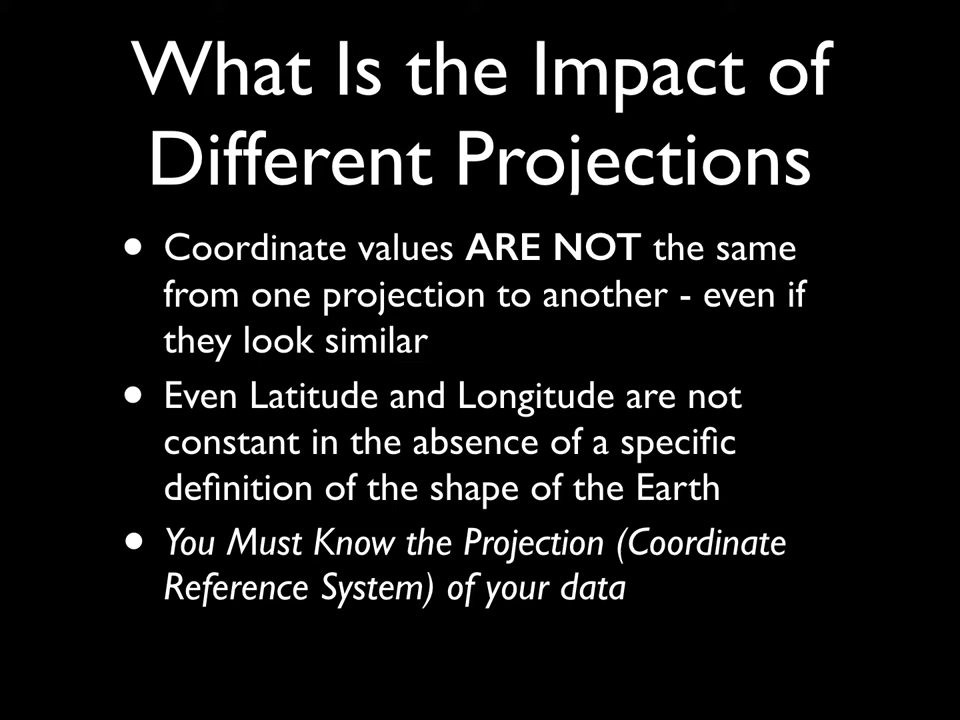 What Is the Impact of
Different Projections
• Coordinate values ARE NOT the same
from one projection to another - even if
they look similar
• Even Latitude and Longitude are not
constant in the absence of a specific
definition of the shape of the Earth
• You Must Know the Projection (Coordinate
Reference System) of your data